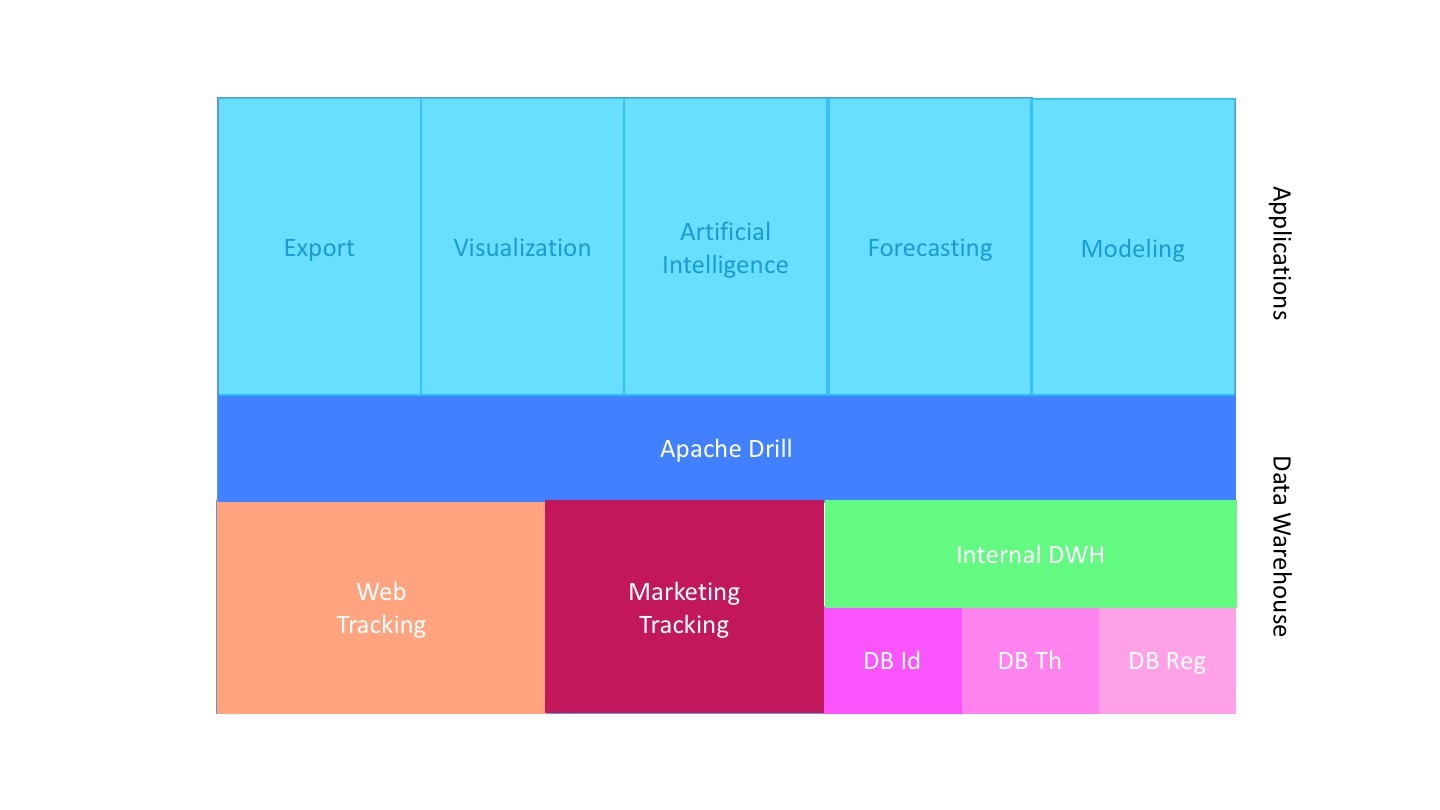 Export
Visualization
Artificial
Intelligence
Forecasting
Modeling
Applications
Apache Drill
Data Warehouse
Web
Tracking
Marketing
Tracking
Internal DWH
DB Id
DB Th
DB Reg